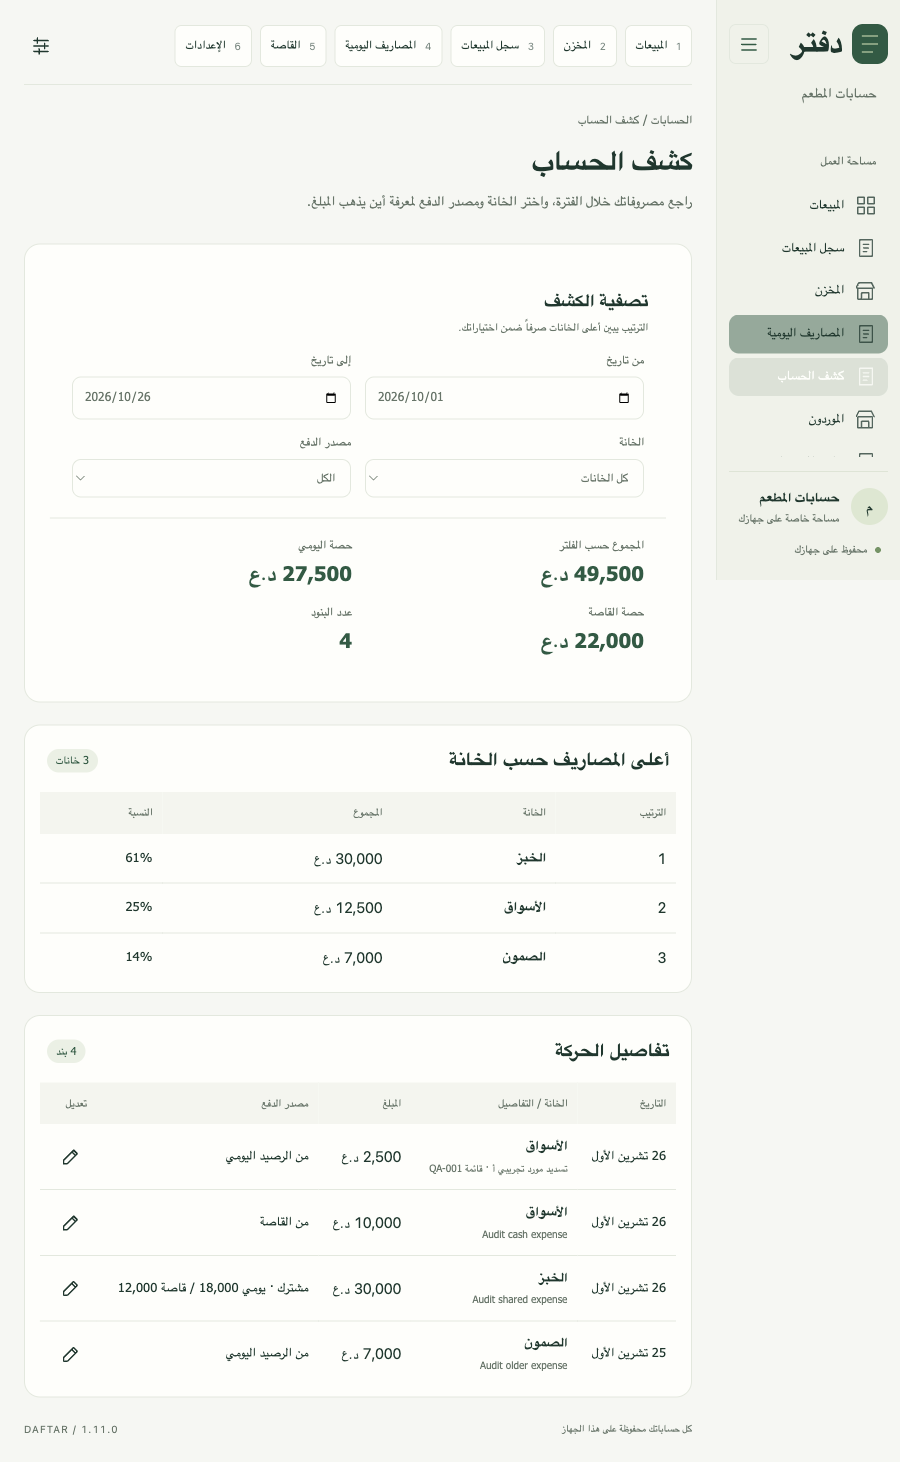 دفتر
حسابات المطعم
مساحة العمل
المبيعات
سجل المبيعات
المخزن
المصاريف اليومية
كشف الحساب
الموردون
م
حسابات المطعم
مساحة خاصة على جهازك
محفوظ على جهازك
1 المبيعات
2 المخزن
3 سجل المبيعات
4 المصاريف اليومية
5 القاصة
6 الإعدادات
الحسابات / كشف الحساب
كشف الحساب
راجع مصروفاتك خلال الفترة، واختر الخانة ومصدر الدفع لمعرفة أين يذهب المبلغ.
تصفية الكشف
الترتيب يبين أعلى الخانات صرفاً ضمن اختياراتك.
من تاريخ
2026/10/01
إلى تاريخ
2026/10/26
الخانة
كل الخانات
مصدر الدفع
الكل
المجموع حسب الفلتر
49,500 د.ع
حصة اليومي
27,500 د.ع
حصة القاصة
22,000 د.ع
عدد البنود
4
أعلى المصاريف حسب الخانة
3 خانات
الترتيب الخانة المجموع النسبة
1 الخبز 30,000 د.ع 61%
2 الأسواق 12,500 د.ع 25%
3 الصمون 7,000 د.ع 14%
تفاصيل الحركة
4 بند
التاريخ الخانة / التفاصيل المبلغ مصدر الدفع تعديل
26 تشرين الأول الأسواق 2,500 د.ع من الرصيد اليومي
تسديد مورد تجريبي أ · قائمة QA-001
26 تشرين الأول الأسواق 10,000 د.ع من القاصة
Audit cash expense
26 تشرين الأول الخبز 30,000 د.ع مشترك · يومي 18,000 / قاصة 12,000
Audit shared expense
25 تشرين الأول الصمون 7,000 د.ع من الرصيد اليومي
Audit older expense
كل حساباتك محفوظة على هذا الجهاز
DAFTAR / 1.11.0